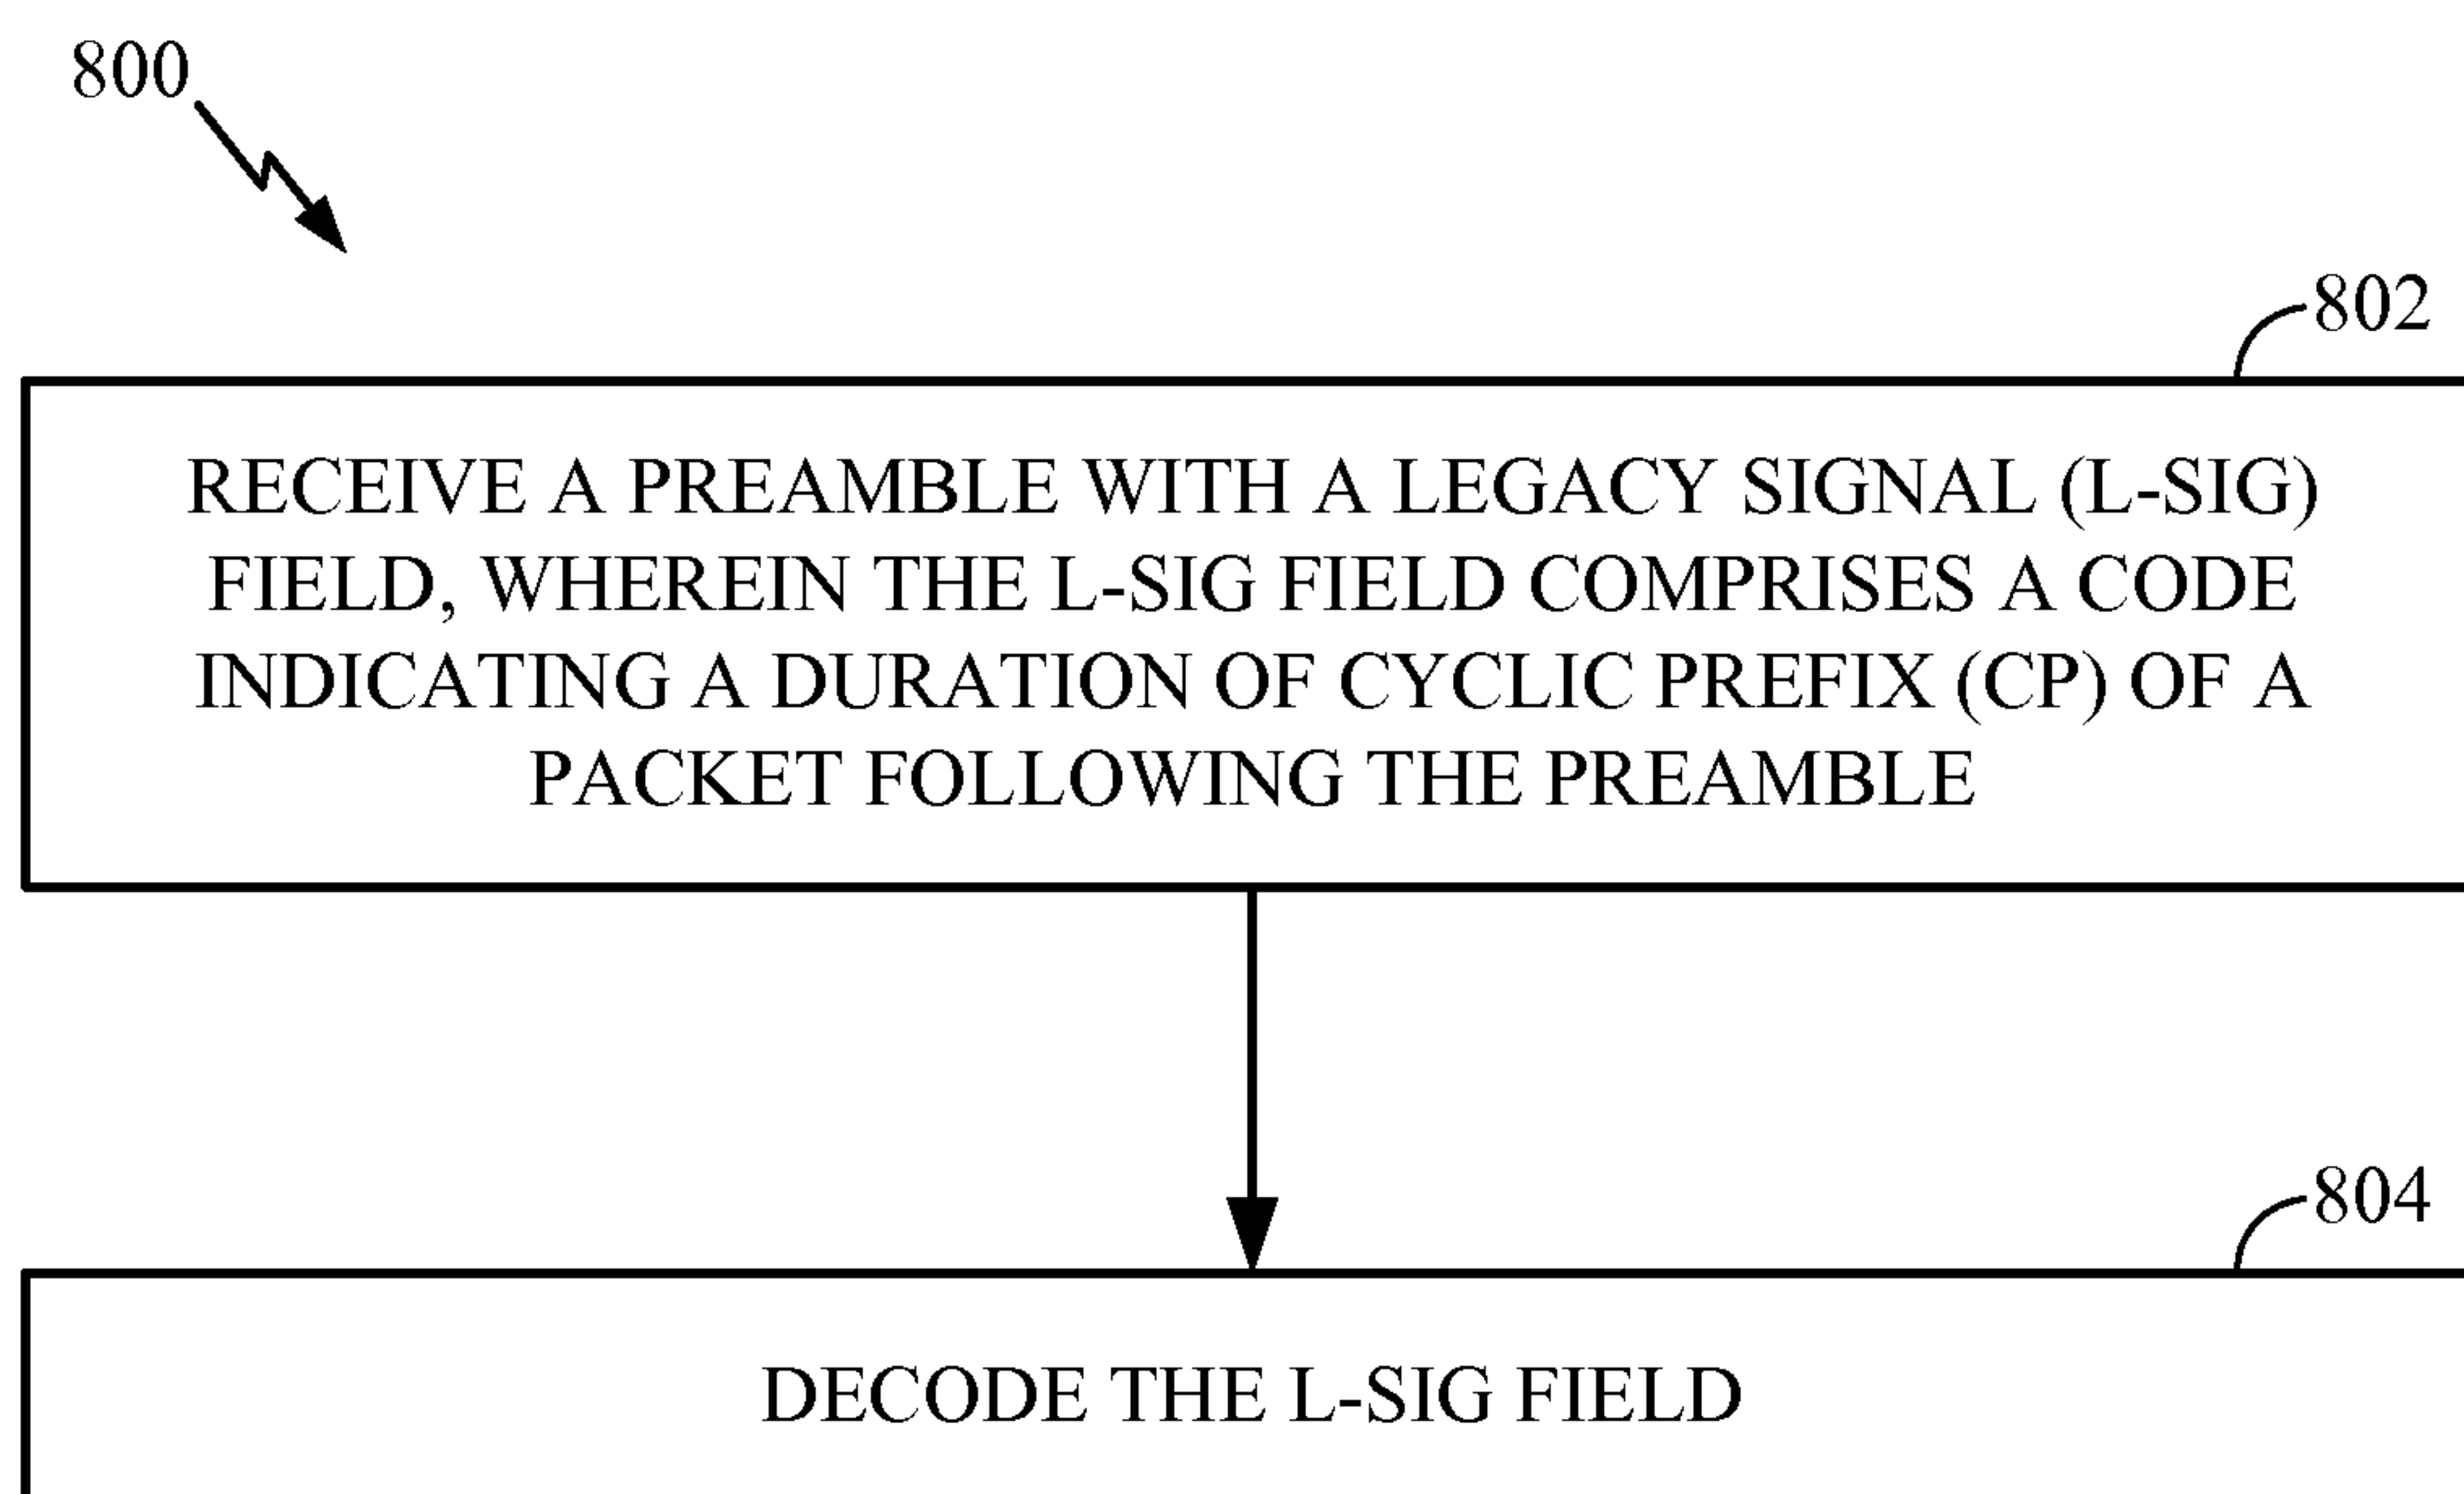 800
802
RECEIVE A PREAMBLE WITH A LEGACY SIGNAL (L-SIG)
FIELD, WHEREIN THE L-SIG FIELD COMPRISES A CODE
INDICATING A DURATION OF CYCLIC PREFIX (CP) OF A
PACKET FOLLOWING THE PREAMBLE
804
DECODE THE L-SIG FIELD